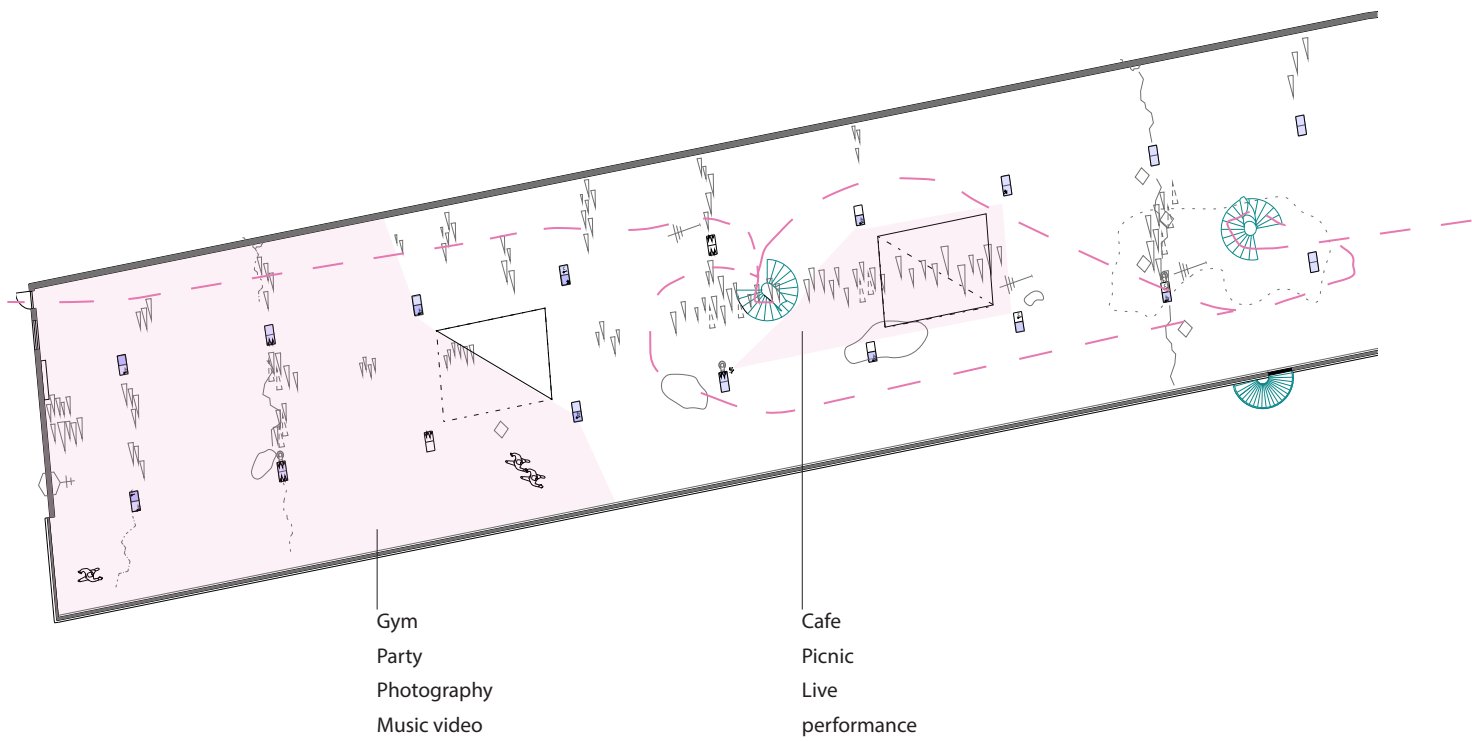 Gym
Party
Photography
Music video
Cafe
Picnic
Live
performance